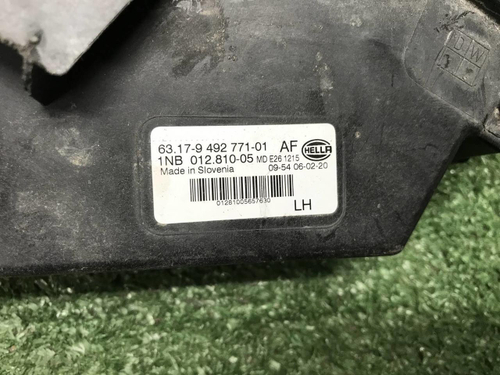 63.17-9 492 771-01 AF
1NB 012.810-05 MD E26 1215 HELLA
Made in Slovenia 09-54 06-02-20
01281005657630
LH